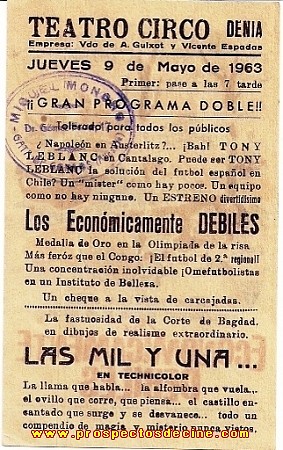 TEATRO CIRCO DENIA
Empresa: Vdo de A. Guixot y Vicente Espadas
JUEVES 9 de Mayo de 1963
Primer: pase a las 7 tarde
¡¡GRAN PROGRAMA DOBLE!!
Tolerado para todos los públicos
¿Napoleón en Austerlitz?... ¡Bah! TONY
LEBLANC en Cantalago. Puede ser TONY
LEBLANC la solución del futbol español en
Chile? Un "mister" como hay pocos. Un equipo
como no hay ninguno. Un ESTRENO divertidísimo
Los Económicamente DEBILES
Medalla de Oro en la Olimpiada de la risa
Más ferós que el Congo: ¡El futbol de 2.ª regional!
Una concentración inolvidable ¡Omefutbolistas
en un Instituto de Belleza.
Un cheque a la vista de carcajadas.
La fastuosidad de la Corte de Bagdad,
en dibujos de realismo extraordinario.
LAS MIL Y UNA...
EN TECHNICOLOR
La llama que habla... la alfombra que vuela...
el ovillo que corre, que piensa... el castillo en-
santado que surge y se desvanece... todo un
compendio de magia y misterio nunca vistos.
www.prospectosdecine.com
MIQUEL MONC